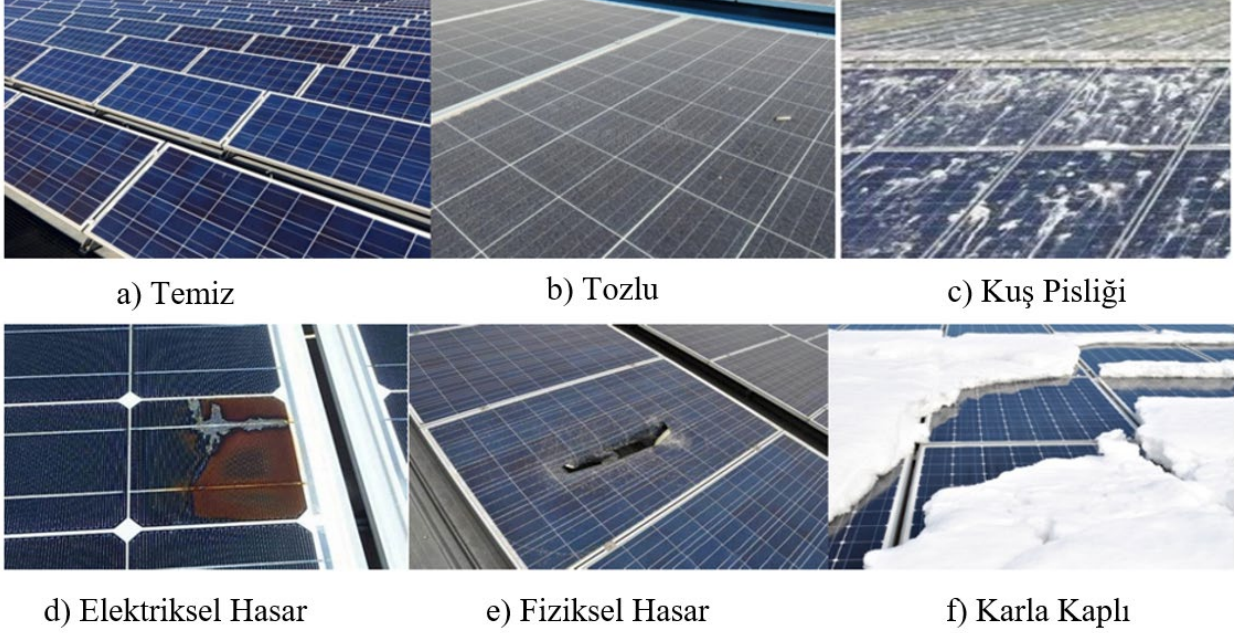 a) Temiz
b) Tozlu
c) Kuş Pisliği
d) Elektriksel Hasar
e) Fiziksel Hasar
f) Karla Kaplı